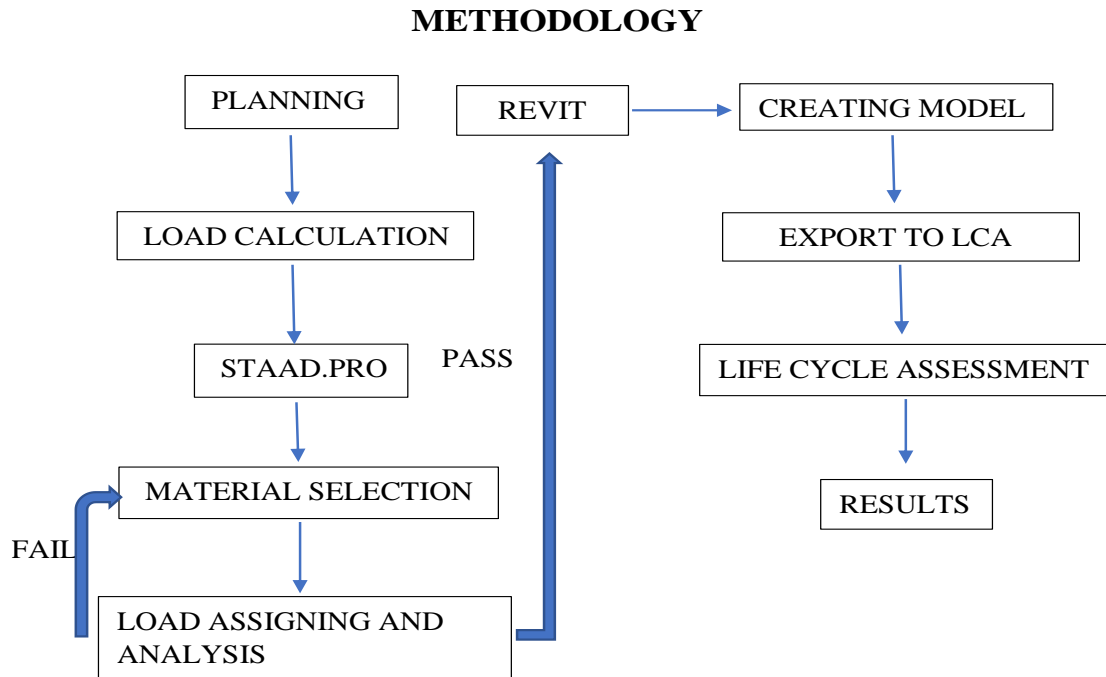 METHODOLOGY
PLANNING
LOAD CALCULATION
STAAD.PRO
MATERIAL SELECTION
FAIL
LOAD ASSIGNING AND
ANALYSIS
PASS
REVIT
CREATING MODEL
EXPORT TO LCA
LIFE CYCLE ASSESSMENT
RESULTS